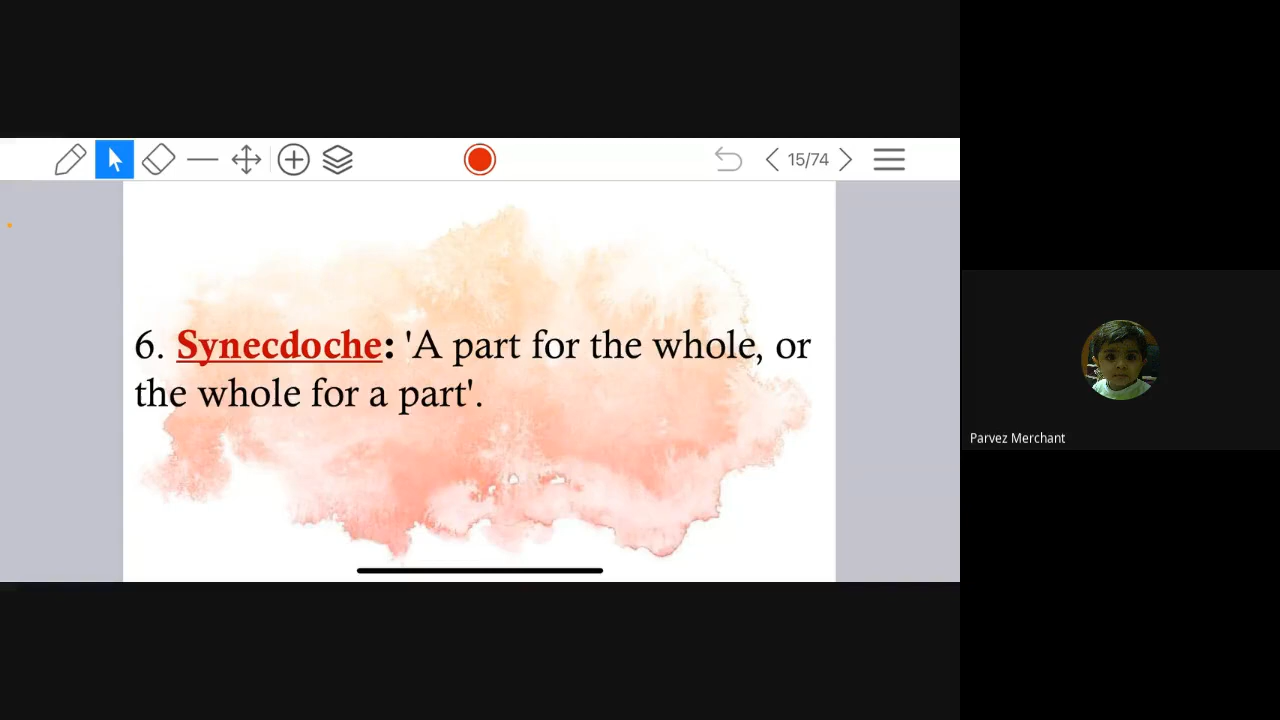 15/74
6. Synecdoche: 'A part for the whole, or
the whole for a part'.
Parvez Merchant